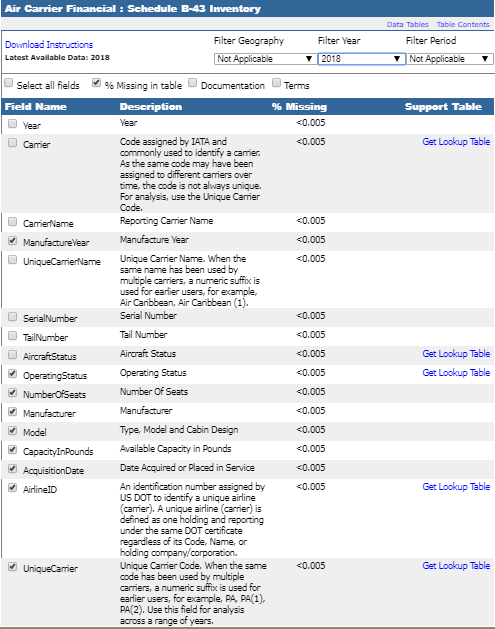 Air Carrier Financial : Schedule B-43 Inventory
Data Tables Table Contents
Download Instructions
Latest Available Data: 2018
Filter Geography Filter Year Filter Period
Not Applicable 2018 Not Applicable
Select all fields % Missing in table Documentation Terms
Field Name Description % Missing Support Table
Year Year <0.005
Carrier Code assigned by IATA and <0.005 Get Lookup Table
commonly used to identify a carrier.
As the same code may have been
assigned to different carriers over
time, the code is not always unique.
For analysis, use the Unique Carrier
Code.
CarrierName Reporting Carrier Name <0.005
ManufactureYear Manufacture Year <0.005
UniqueCarrierName Unique Carrier Name. When the <0.005
same name has been used by
multiple carriers, a numeric suffix is
used for earlier users, for example,
Air Caribbean, Air Caribbean (1).
SerialNumber Serial Number <0.005
TailNumber Tail Number <0.005
AircraftStatus Aircraft Status <0.005 Get Lookup Table
OperatingStatus Operating Status <0.005 Get Lookup Table
NumberOfSeats Number Of Seats <0.005
Manufacturer Manufacturer <0.005
Model Type, Model and Cabin Design <0.005
CapacityInPounds Available Capacity in Pounds <0.005
AcquisitionDate Date Acquired or Placed in Service <0.005
AirlineID An identification number assigned by <0.005 Get Lookup Table
US DOT to identify a unique airline
(carrier). A unique airline (carrier) is
defined as one holding and reporting
under the same DOT certificate
regardless of its Code, Name, or
holding company/corporation.
UniqueCarrier Unique Carrier Code. When the same <0.005 Get Lookup Table
code has been used by multiple
carriers, a numeric suffix is used for
earlier users, for example, PA, PA(1),
PA(2). Use this field for analysis
across a range of years.